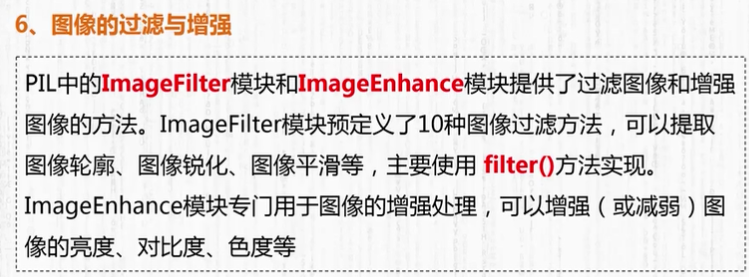 6、图像的过滤与增强
PIL中的ImageFilter模块和ImageEnhance模块提供了过滤图像和增强
图像的方法。ImageFilter模块预定义了10种图像过滤方法，可以提取
图像轮廓、图像锐化、图像平滑等，主要使用 filter()方法实现。
ImageEnhance模块专门用于图像的增强处理，可以增强（或减弱）图
像的亮度、对比度、色度等